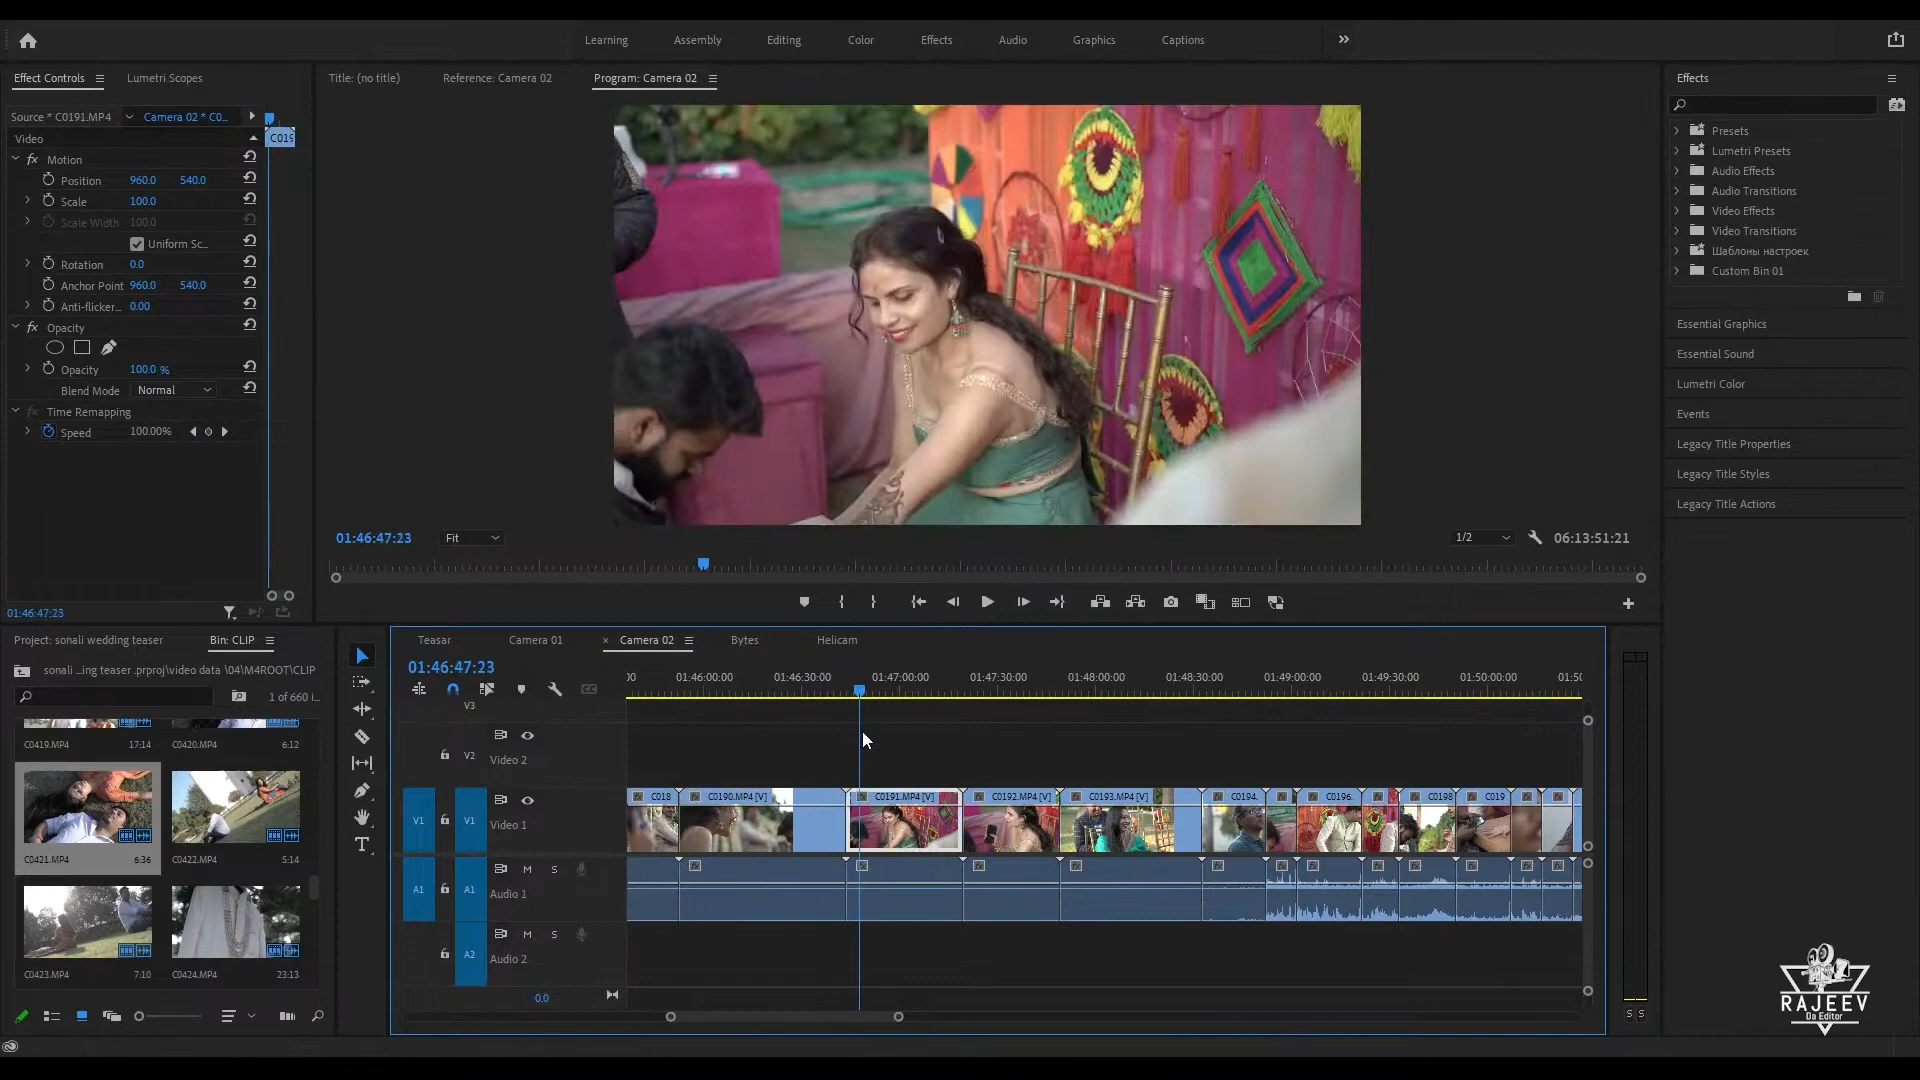 Learning Assembly Editing Color Effects Audio Graphics Captions
Effect Controls Lumetri Scopes
Title: (no title) Reference: Camera 02 Program: Camera 02
Effects
Source * C0191.MP4 Camera 02 * C0...
Video
C019
fx Motion
Position 960.0 540.0
Scale 100.0
Scale Width 100.0
Uniform Sc...
Rotation 0.0
Anchor Point 960.0 540.0
Anti-flicker... 0.00
fx Opacity
Opacity 100.0 %
Blend Mode Normal
fx Time Remapping
Speed 100.00%
01:46:47:23
01:46:47:23 Fit 1/2 06:13:51:21
Presets
Lumetri Presets
Audio Effects
Audio Transitions
Video Effects
Video Transitions
Шаблоны настроек
Custom Bin 01
Essential Graphics
Essential Sound
Lumetri Color
Events
Legacy Title Properties
Legacy Title Styles
Legacy Title Actions
Project: sonali wedding teaser Bin: CLIP
sonali ...ing teaser .prproj\video data \04\M4ROOT\CLIP
1 of 660 i...
C0419.MP4 17:14 C0420.MP4 6:12
C0421.MP4 6:36 C0422.MP4 5:14
C0423.MP4 7:10 C0424.MP4 23:13
Teasar Camera 01 × Camera 02 Bytes Helicam
01:46:47:23
:00 01:46:00:00 01:46:30:00 01:47:00:00 01:47:30:00 01:48:00:00 01:48:30:00 01:49:00:00 01:49:30:00 01:50:00:00 01:50
V3
V2 Video 2
C018 C0190.MP4 [V] C0191.MP4 [V] C0192.MP4 [V] C0193.MP4 [V] C0194. C0196. C0198 C019
V1 V1 Video 1
M S
A1 A1 Audio 1
M S
A2 Audio 2
0.0
S S
RAJEEV
Da Editor